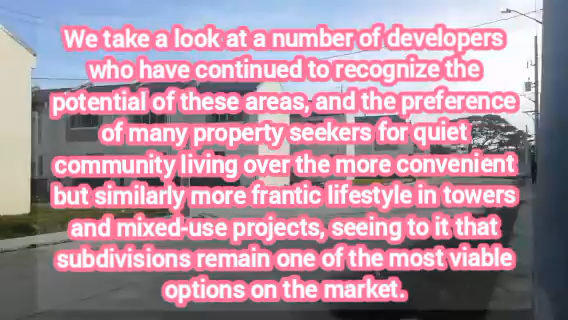 We take a look at a number of developers
who have continued to recognize the
potential of these areas, and the preference
of many property seekers for quiet
community living over the more convenient
but similarly more frantic lifestyle in towers
and mixed-use projects, seeing to it that
subdivisions remain one of the most viable
options on the market.